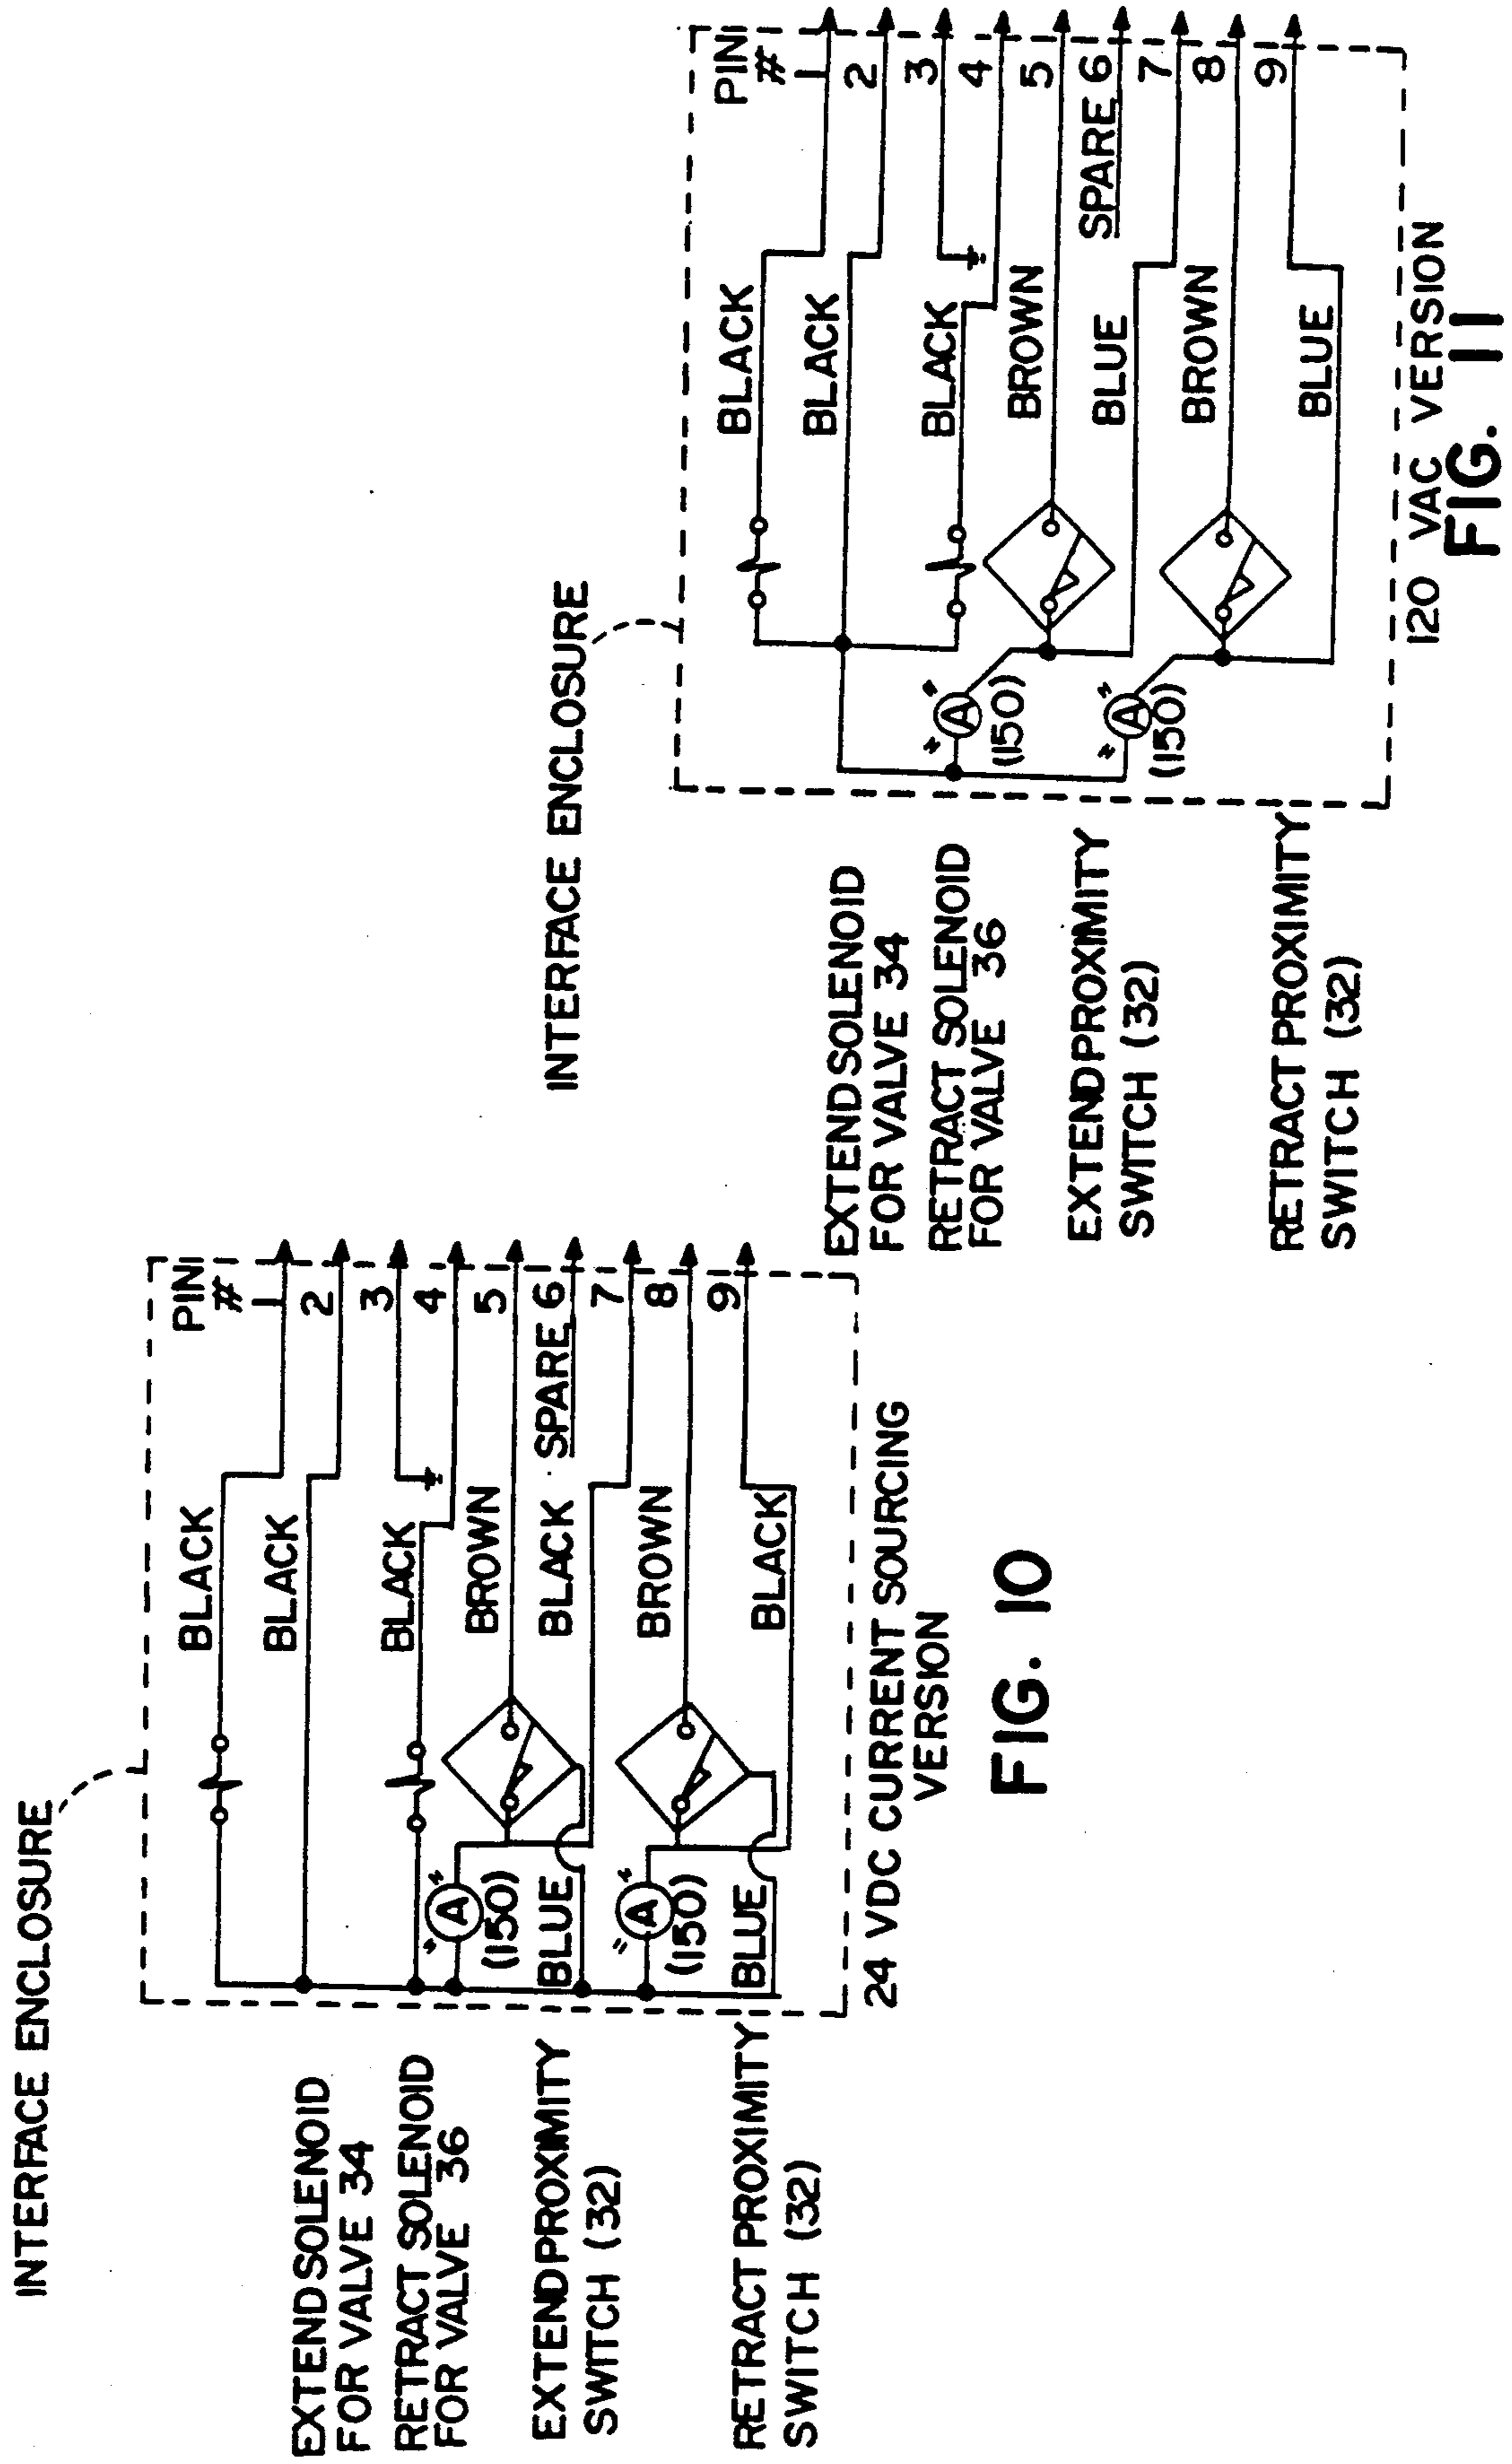 INTERFACE ENCLOSURE
PIN
#
1
BLACK
2
BLACK
3
4
BLACK
5
BROWN
SPARE 6
BLACK
7
8
BROWN
9
BLACK
"A"
(150)
BLUE
"A"
(150)
BLUE
EXTEND SOLENOID
FOR VALVE 34
RETRACT SOLENOID
FOR VALVE 36
EXTEND PROXIMITY
SWITCH (32)
RETRACT PROXIMITY
SWITCH (32)
24 VDC CURRENT SOURCING
VERSION
FIG. 10
INTERFACE ENCLOSURE
PIN
#
1
BLACK
2
BLACK
3
4
BLACK
5
BROWN
SPARE 6
BLUE
7
8
BROWN
9
BLUE
"A"
(150)
"A"
(150)
EXTEND SOLENOID
FOR VALVE 34
RETRACT SOLENOID
FOR VALVE 36
EXTEND PROXIMITY
SWITCH (32)
RETRACT PROXIMITY
SWITCH (32)
120 VAC VERSION
FIG. 11